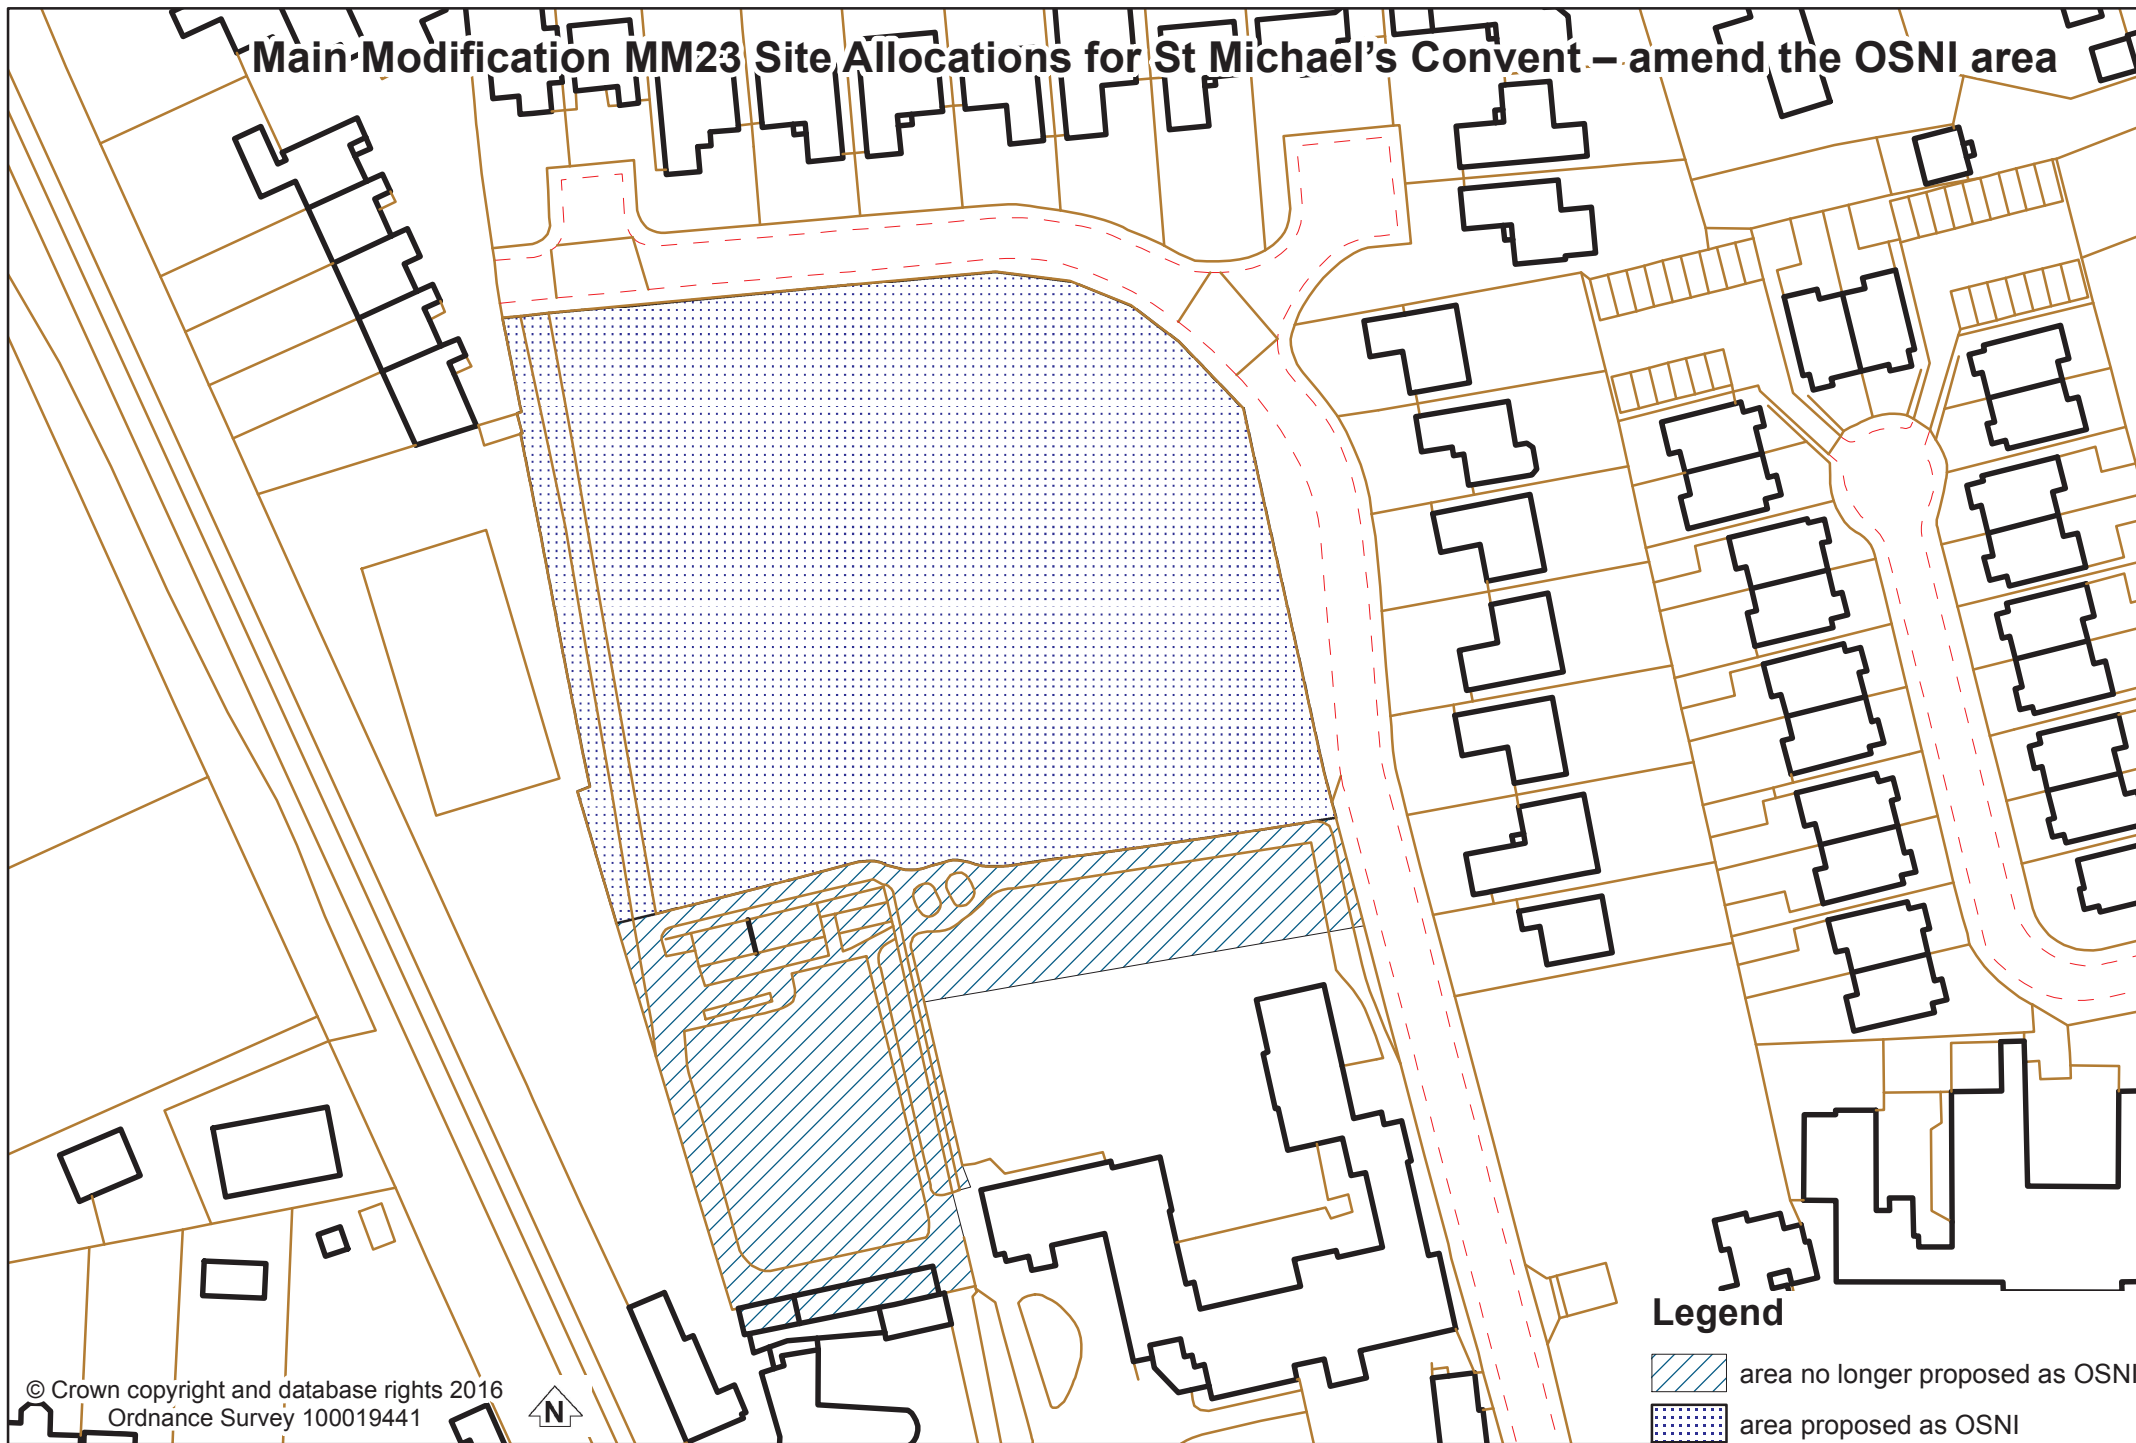 Main Modification MM23 Site Allocations for St Michael’s Convent – amend the OSNI area
Legend
area no longer proposed as OSNI
area proposed as OSNI
© Crown copyright and database rights 2016
Ordnance Survey 100019441
N